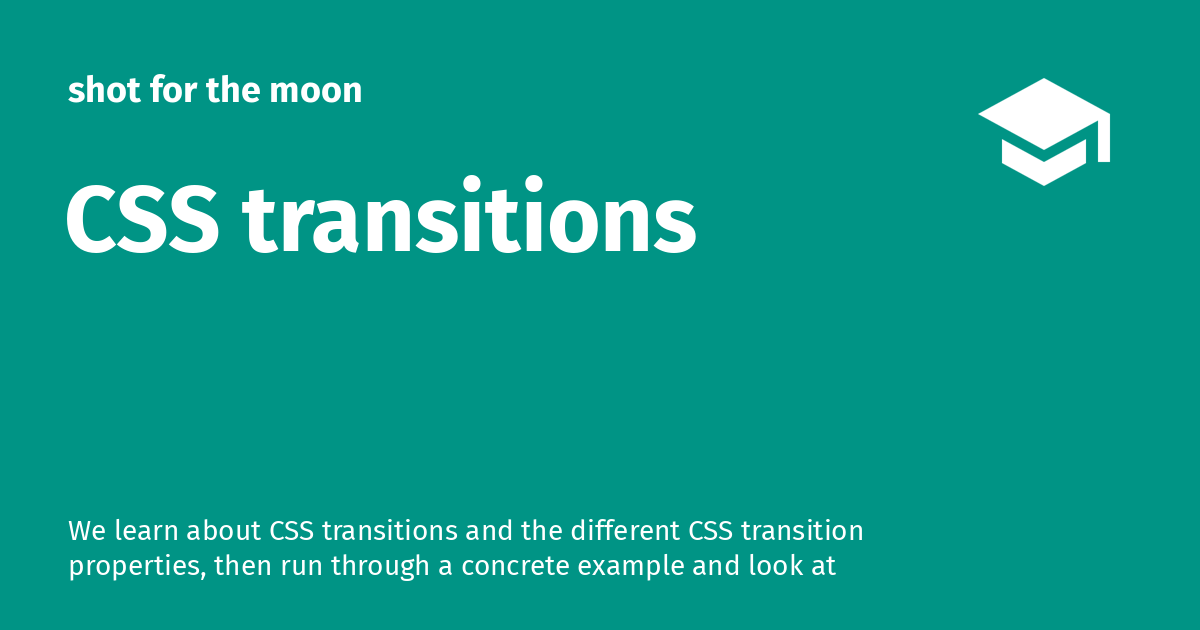 shot for the moon
CSS transitions
We learn about CSS transitions and the different CSS transition
properties, then run through a concrete example and look at